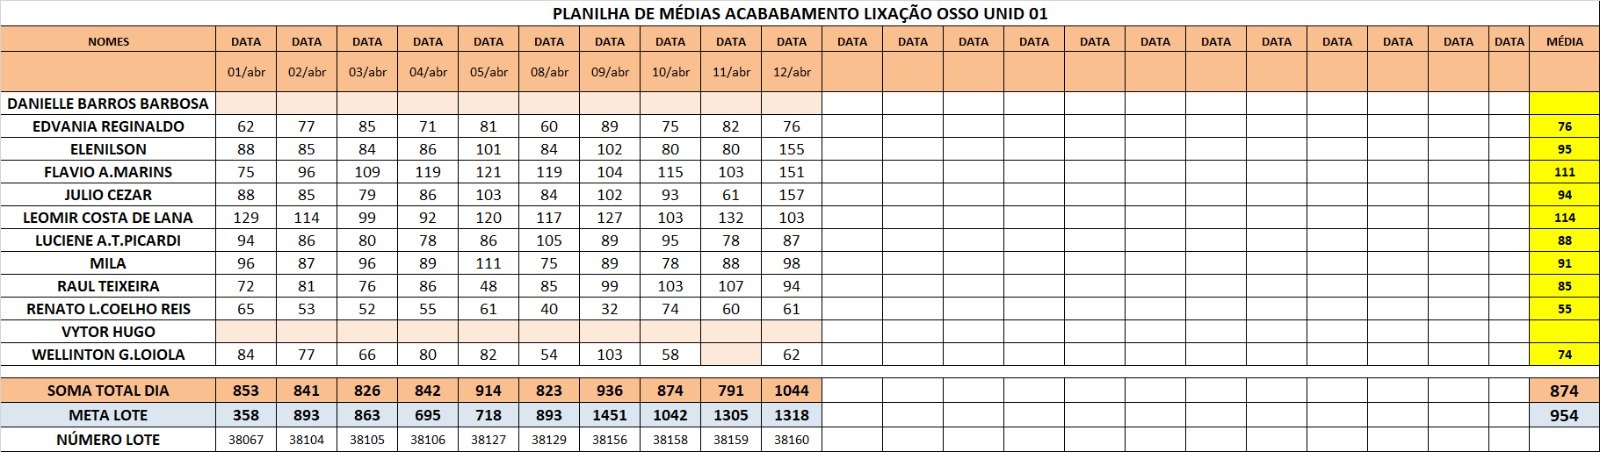 PLANILHA DE MÉDIAS ACABABAMENTO LIXAÇÃO OSSO UNID 01
NOMES DATA DATA DATA DATA DATA DATA DATA DATA DATA DATA DATA DATA DATA DATA DATA DATA DATA DATA DATA DATA DATA DATA MÉDIA
01/abr 02/abr 03/abr 04/abr 05/abr 08/abr 09/abr 10/abr 11/abr 12/abr
DANIELLE BARROS BARBOSA
EDVANIA REGINALDO 62 77 85 71 81 60 89 75 82 76 76
ELENILSON 88 85 84 86 101 84 102 80 80 155 95
FLAVIO A.MARINS 75 96 109 119 121 119 104 115 103 151 111
JULIO CEZAR 88 85 79 86 103 84 102 93 61 157 94
LEOMIR COSTA DE LANA 129 114 99 92 120 117 127 103 132 103 114
LUCIENE A.T.PICARDI 94 86 80 78 86 105 89 95 78 87 88
MILA 96 87 96 89 111 75 89 78 88 98 91
RAUL TEIXEIRA 72 81 76 86 48 85 99 103 107 94 85
RENATO L.COELHO REIS 65 53 52 55 61 40 32 74 60 61 55
VYTOR HUGO
WELLINTON G.LOIOLA 84 77 66 80 82 54 103 58 62 74
SOMA TOTAL DIA 853 841 826 842 914 823 936 874 791 1044 874
META LOTE 358 893 863 695 718 893 1451 1042 1305 1318 954
NÚMERO LOTE 38067 38104 38105 38106 38127 38129 38156 38158 38159 38160